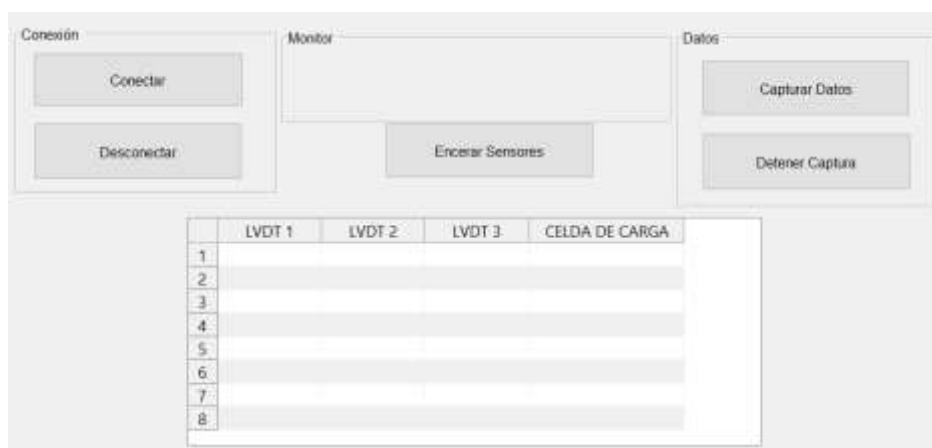 Conexión
Conectar
Desconectar
Monitor
Encerar Sensores
Datos
Capturar Datos
Detener Captura
LVDT 1 LVDT 2 LVDT 3 CELDA DE CARGA
1
2
3
4
5
6
7
8